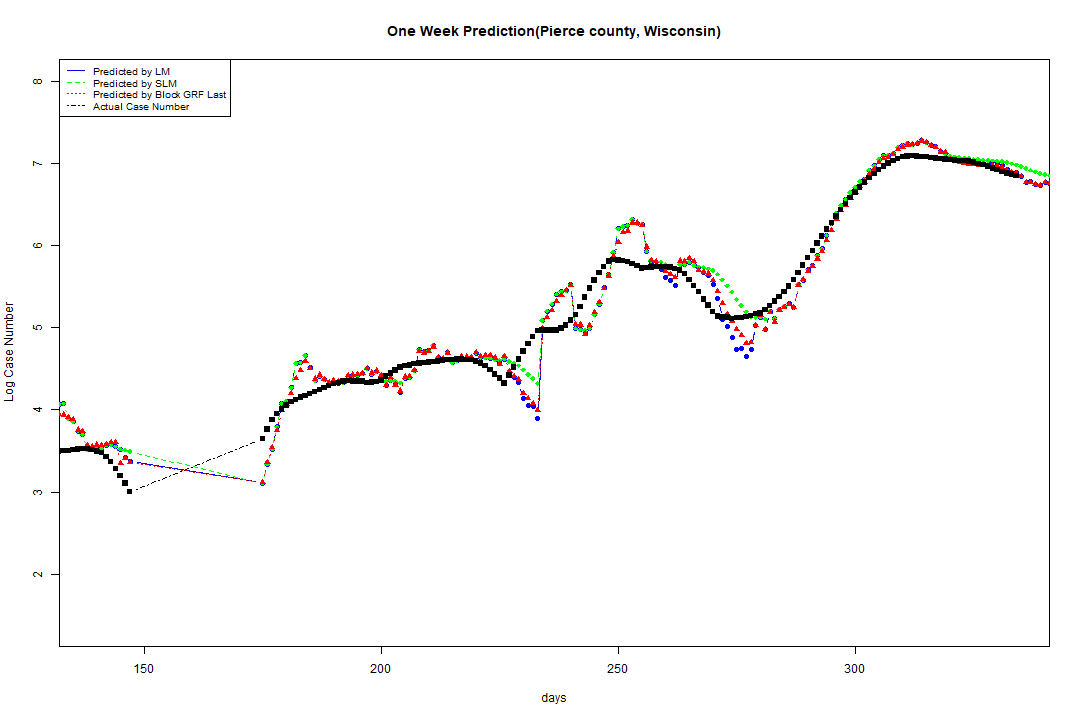 One Week Prediction(Pierce county, Wisconsin)
Predicted by LM
Predicted by SLM
Predicted by Block GRF Last
Actual Case Number
8
7
6
5
4
3
2
Log Case Number
150 200 250 300
days